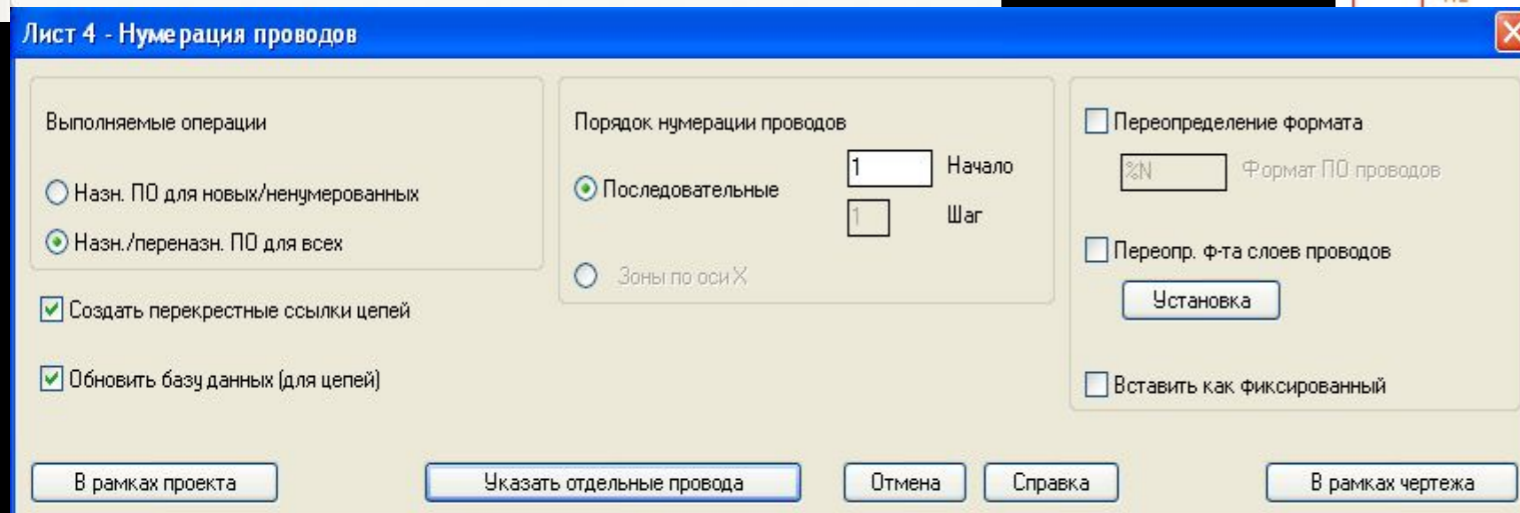 Лист 4 - Нумерация проводов
Выполняемые операции
Назн. ПО для новых/ненумерованных
Назн./переназн. ПО для всех
Создать перекрестные ссылки цепей
Обновить базу данных (для цепей)
Порядок нумерации проводов
Последовательные
1 Начало
1 Шаг
Зоны по оси X
Переопределение формата
%N Формат ПО проводов
Переопр. ф-та слоев проводов
Установка
Вставить как фиксированный
В рамках проекта Указать отдельные провода Отмена Справка В рамках чертежа